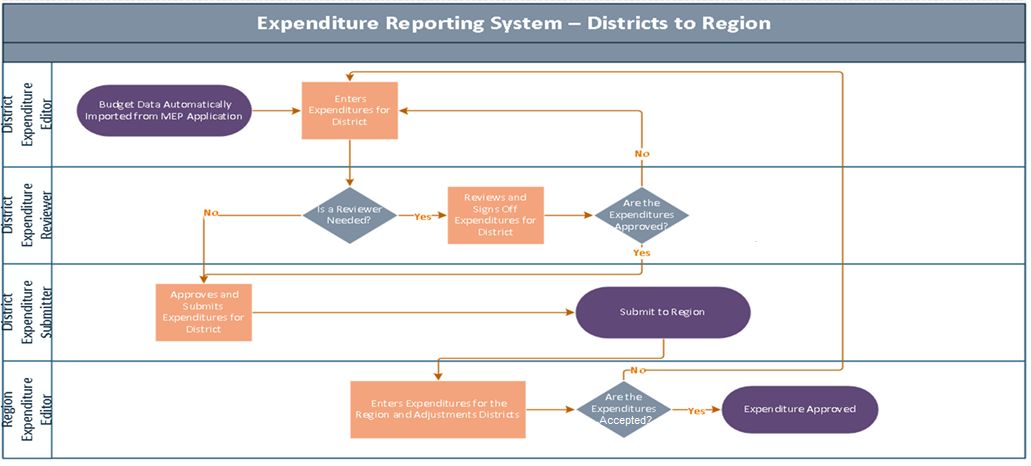 Expenditure Reporting System – Districts to Region
District
Expenditure
Editor
Budget Data Automatically
Imported from MEP Application
Enters
Expenditures for
District
No
District
Expenditure
Reviewer
Is a Reviewer
Needed?
No
Yes
Reviews and
Signs Off
Expenditures for
District
Are the
Expenditures
Approved?
Yes
District
Expenditure
Submitter
Approves and
Submits
Expenditures for
District
Submit to Region
Region
Expenditure
Editor
Enters Expenditures for the
Region and Adjustments Districts
Are the
Expenditures
Accepted?
No
Yes
Expenditure Approved